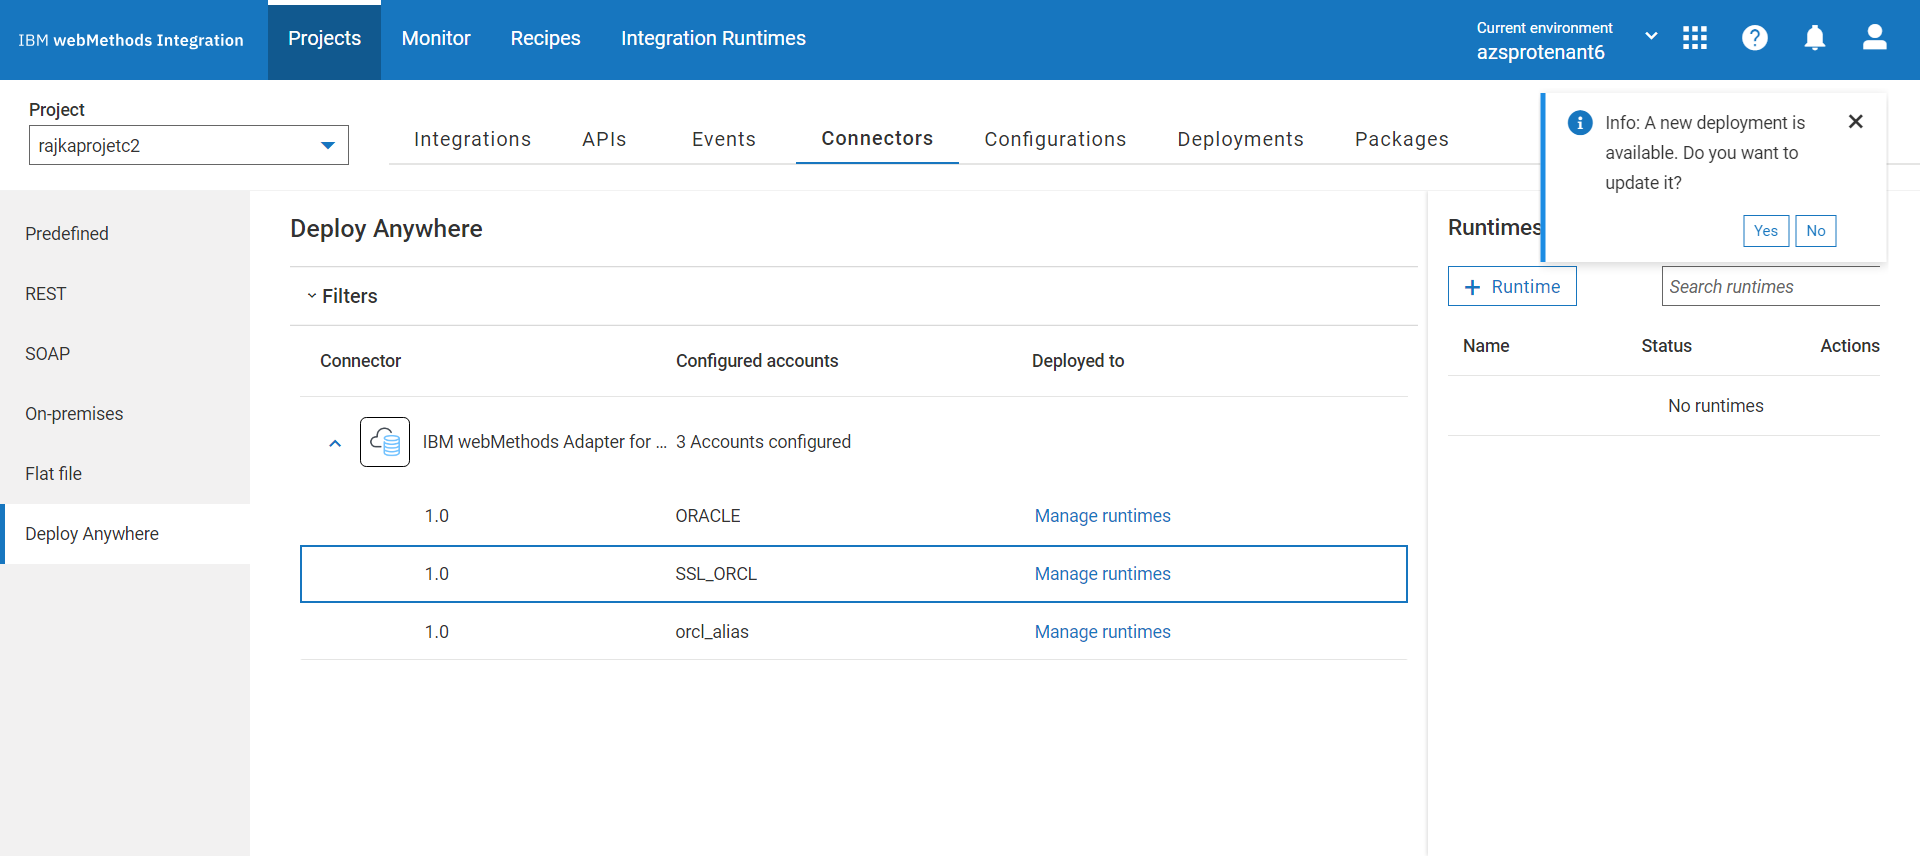 IBM webMethods Integration
Projects
Monitor
Recipes
Integration Runtimes
Current environment
azsprotenant6
Project
rajkaprojetc2
Integrations
APIs
Events
Connectors
Configurations
Deployments
Packages
Info: A new deployment is
available. Do you want to
update it?
Yes
No
Predefined
REST
SOAP
On-premises
Flat file
Deploy Anywhere
Deploy Anywhere
Filters
Connector
Configured accounts
Deployed to
IBM webMethods Adapter for ...
3 Accounts configured
1.0
ORACLE
Manage runtimes
1.0
SSL_ORCL
Manage runtimes
1.0
orcl_alias
Manage runtimes
Runtimes
+ Runtime
Search runtimes
Name
Status
Actions
No runtimes